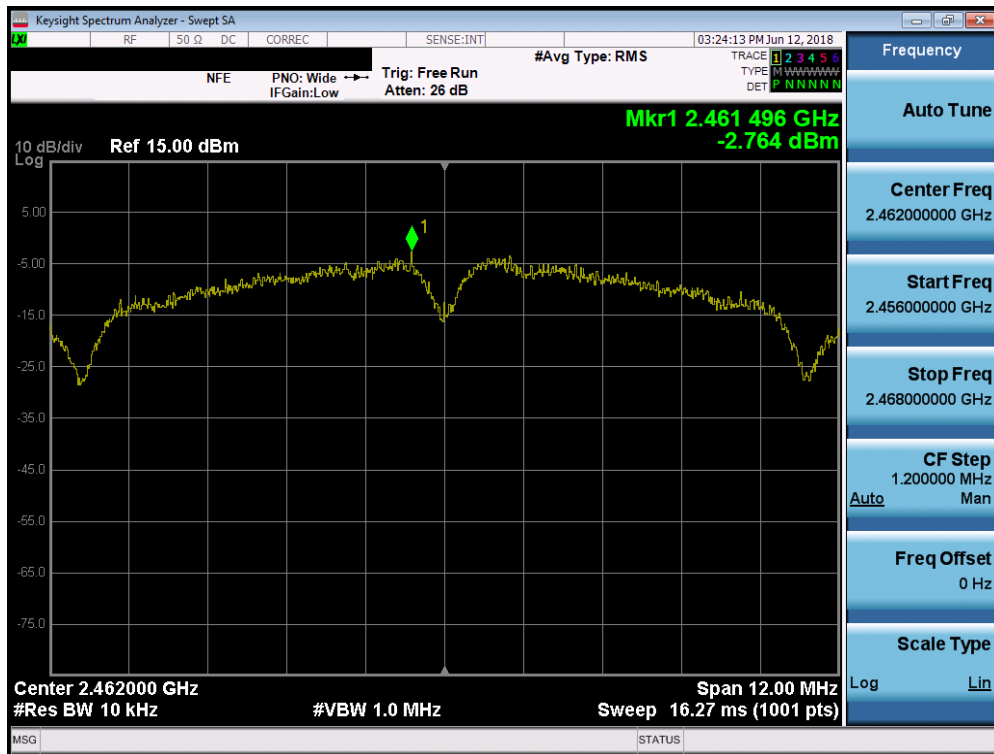 Keysight Spectrum Analyzer - Swept SA
LXI RF 50 Ω DC CORREC SENSE:INT 03:24:13 PM Jun 12, 2018
NFE PNO: Wide Trig: Free Run #Avg Type: RMS TRACE 1 2 3 4 5 6
IFGain:Low Atten: 26 dB TYPE M WWWWW
DET P N N N N N
Mkr1 2.461 496 GHz
-2.764 dBm
10 dB/div Ref 15.00 dBm
Log
1
5.00
-5.00
-15.0
-25.0
-35.0
-45.0
-55.0
-65.0
-75.0
Center 2.462000 GHz Span 12.00 MHz
#Res BW 10 kHz #VBW 1.0 MHz Sweep 16.27 ms (1001 pts)
MSG STATUS
Frequency
Auto Tune
Center Freq
2.462000000 GHz
Start Freq
2.456000000 GHz
Stop Freq
2.468000000 GHz
CF Step
1.200000 MHz
Auto Man
Freq Offset
0 Hz
Scale Type
Log Lin